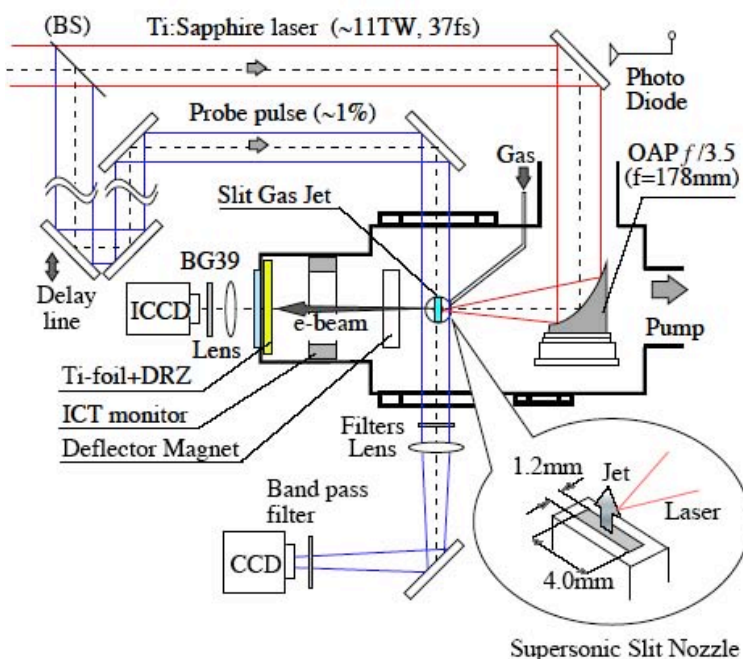 (BS)
Ti:Sapphire laser (~11TW, 37fs)
Photo
Diode
Probe pulse (~1%)
Gas
OAP f /3.5
(f=178mm)
Slit Gas Jet
BG39
Delay
line
ICCD
Lens
e-beam
Pump
Ti-foil+DRZ
ICT monitor
Deflector Magnet
Filters
Lens
Band pass
filter
CCD
1.2mm
Jet
Laser
4.0mm
Supersonic Slit Nozzle